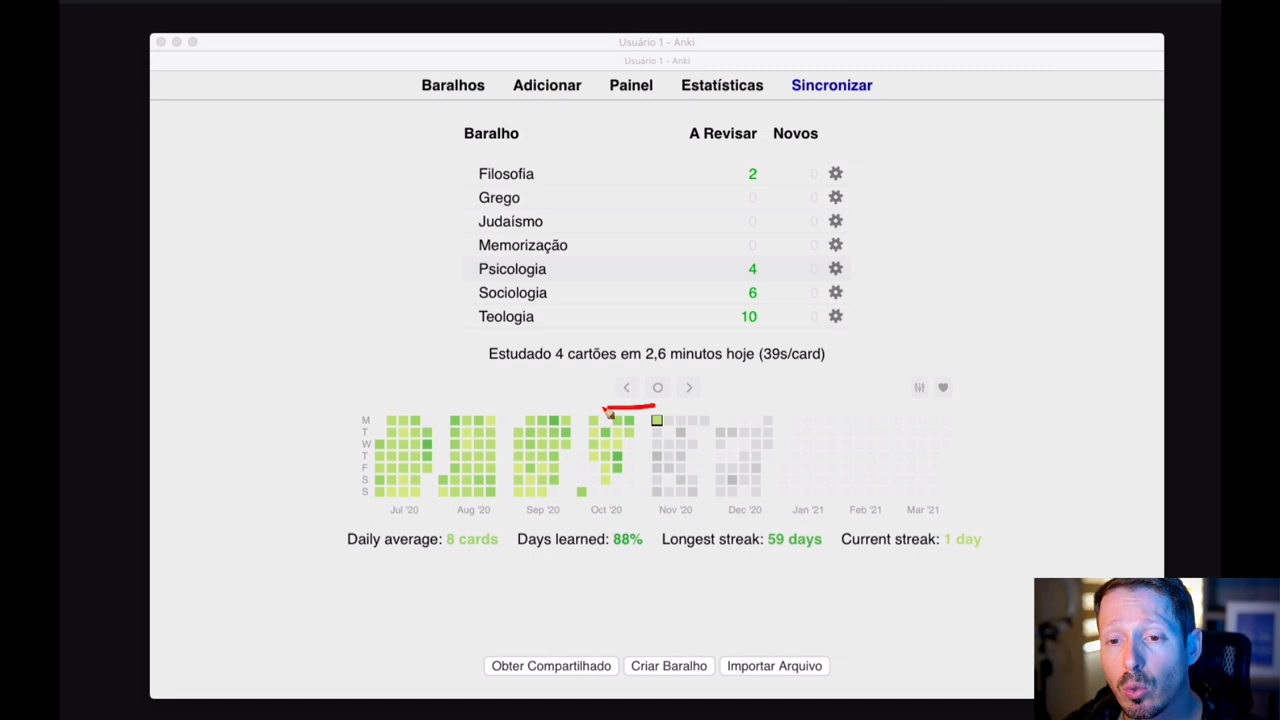 Usuário 1 - Anki
Usuário 1 - Anki
Baralhos Adicionar Painel Estatísticas Sincronizar
Baralho A Revisar Novos
Filosofia 2 0
Grego 0 0
Judaísmo 0 0
Memorização 0 0
Psicologia 4 0
Sociologia 6 0
Teologia 10 0
Estudado 4 cartões em 2,6 minutos hoje (39s/card)
M
T
W
T
F
S
S
Jul '20 Aug '20 Sep '20 Oct '20 Nov '20 Dec '20 Jan '21 Feb '21 Mar '21
Daily average: 8 cards Days learned: 88% Longest streak: 59 days Current streak: 1 day
Obter Compartilhado Criar Baralho Importar Arquivo